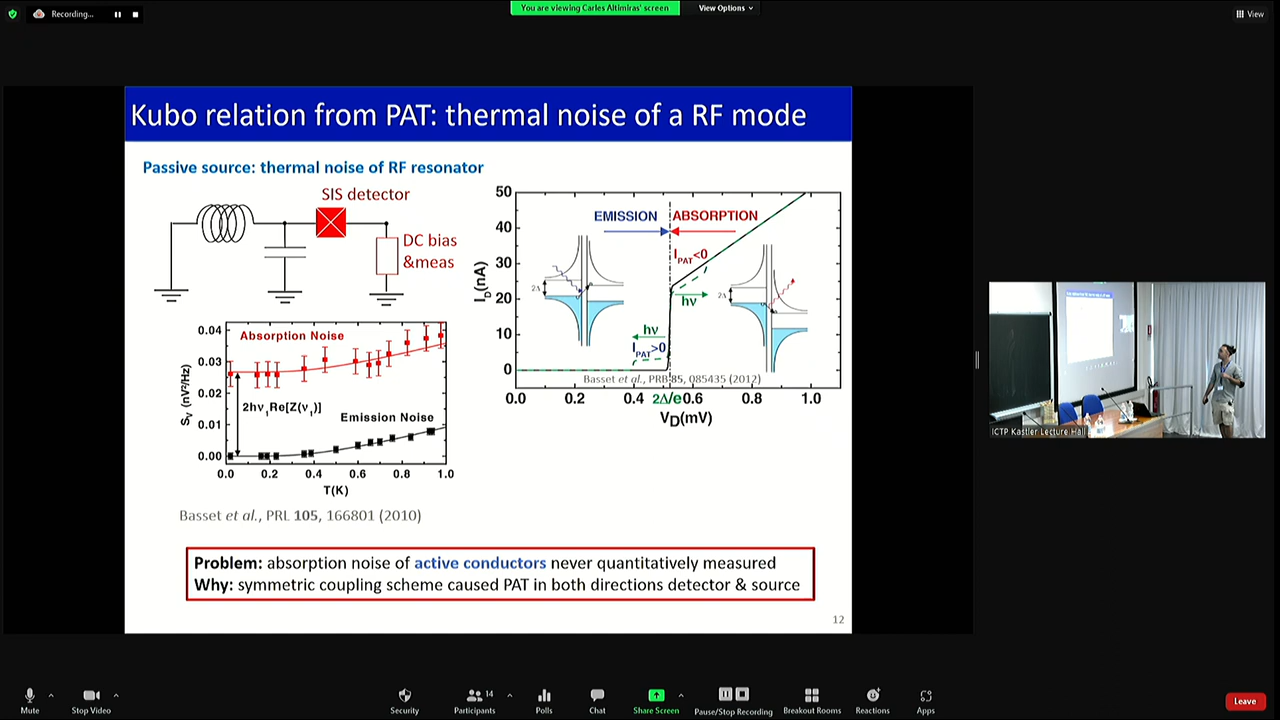 Recording...
You are viewing Carles Altimiras' screen
View Options
View
Kubo relation from PAT: thermal noise of a RF mode
Passive source: thermal noise of RF resonator
SIS detector
DC bias
&meas
0.04
0.03
0.02
0.01
0.00
S_V (nV²/Hz)
Absorption Noise
2hν₁Re[Z(ν₁)]
Emission Noise
0.0 0.2 0.4 0.6 0.8 1.0
T(K)
Basset et al., PRL 105, 166801 (2010)
50
40
30
20
10
0
I_D(nA)
EMISSION
ABSORPTION
I_PAT<0
2Δ
2Δ
hν
hν
I_PAT>0
Basset et al., PRB 85, 085435 (2012)
0.0 0.2 0.4 2Δ/e 0.6 0.8 1.0
V_D(mV)
Problem: absorption noise of active conductors never quantitatively measured
Why: symmetric coupling scheme caused PAT in both directions detector & source
12
ICTP Kastler Lecture Hall
Mute
Stop Video
Security
Participants
14
Polls
Chat
Share Screen
Pause/Stop Recording
Breakout Rooms
Reactions
Apps
Leave